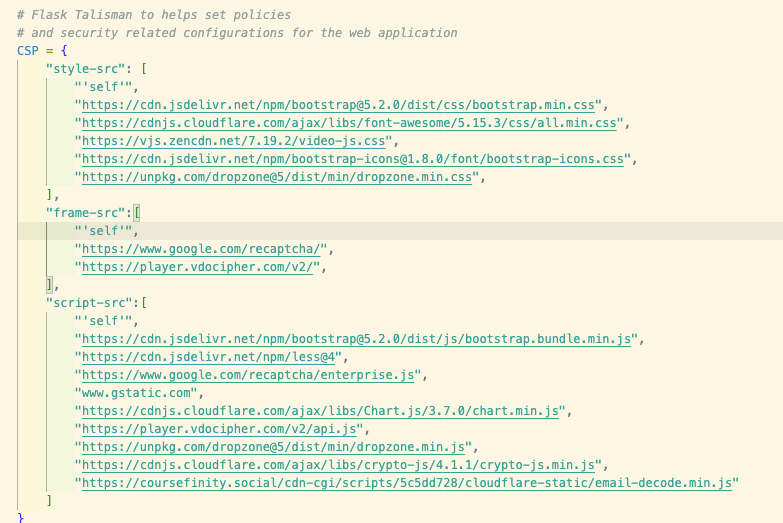 # Flask Talisman to helps set policies
# and security related configurations for the web application
CSP = {
    "style-src": [
        "'self'",
        "https://cdn.jsdelivr.net/npm/bootstrap@5.2.0/dist/css/bootstrap.min.css",
        "https://cdnjs.cloudflare.com/ajax/libs/font-awesome/5.15.3/css/all.min.css",
        "https://vjs.zencdn.net/7.19.2/video-js.css",
        "https://cdn.jsdelivr.net/npm/bootstrap-icons@1.8.0/font/bootstrap-icons.css",
        "https://unpkg.com/dropzone@5/dist/min/dropzone.min.css",
    ],
    "frame-src":[
        "'self'",
        "https://www.google.com/recaptcha/",
        "https://player.vdocipher.com/v2/",
    ],
    "script-src":[
        "'self'",
        "https://cdn.jsdelivr.net/npm/bootstrap@5.2.0/dist/js/bootstrap.bundle.min.js",
        "https://cdn.jsdelivr.net/npm/less@4",
        "https://www.google.com/recaptcha/enterprise.js",
        "www.gstatic.com",
        "https://cdnjs.cloudflare.com/ajax/libs/Chart.js/3.7.0/chart.min.js",
        "https://player.vdocipher.com/v2/api.js",
        "https://unpkg.com/dropzone@5/dist/min/dropzone.min.js",
        "https://cdnjs.cloudflare.com/ajax/libs/crypto-js/4.1.1/crypto-js.min.js",
        "https://coursefinity.social/cdn-cgi/scripts/5c5dd728/cloudflare-static/email-decode.min.js"
    ]
}